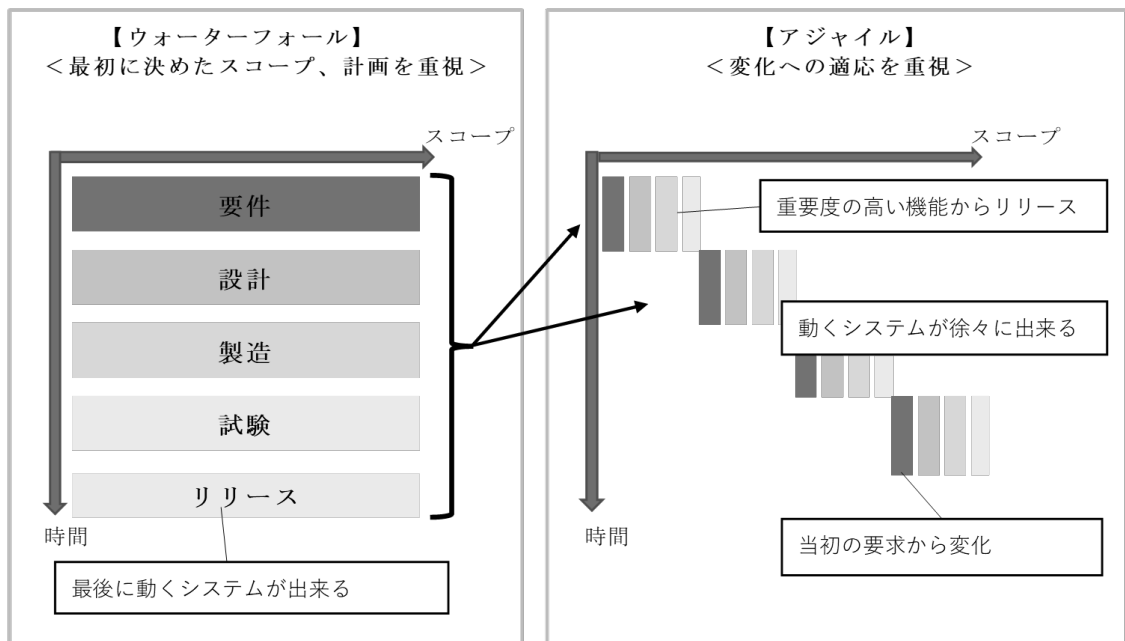 【ウォーターフォール】
＜最初に決めたスコープ、計画を重視＞
スコープ
要件
設計
製造
試験
リリース
時間
最後に動くシステムが出来る
【アジャイル】
＜変化への適応を重視＞
スコープ
重要度の高い機能からリリース
動くシステムが徐々に出来る
時間
当初の要求から変化